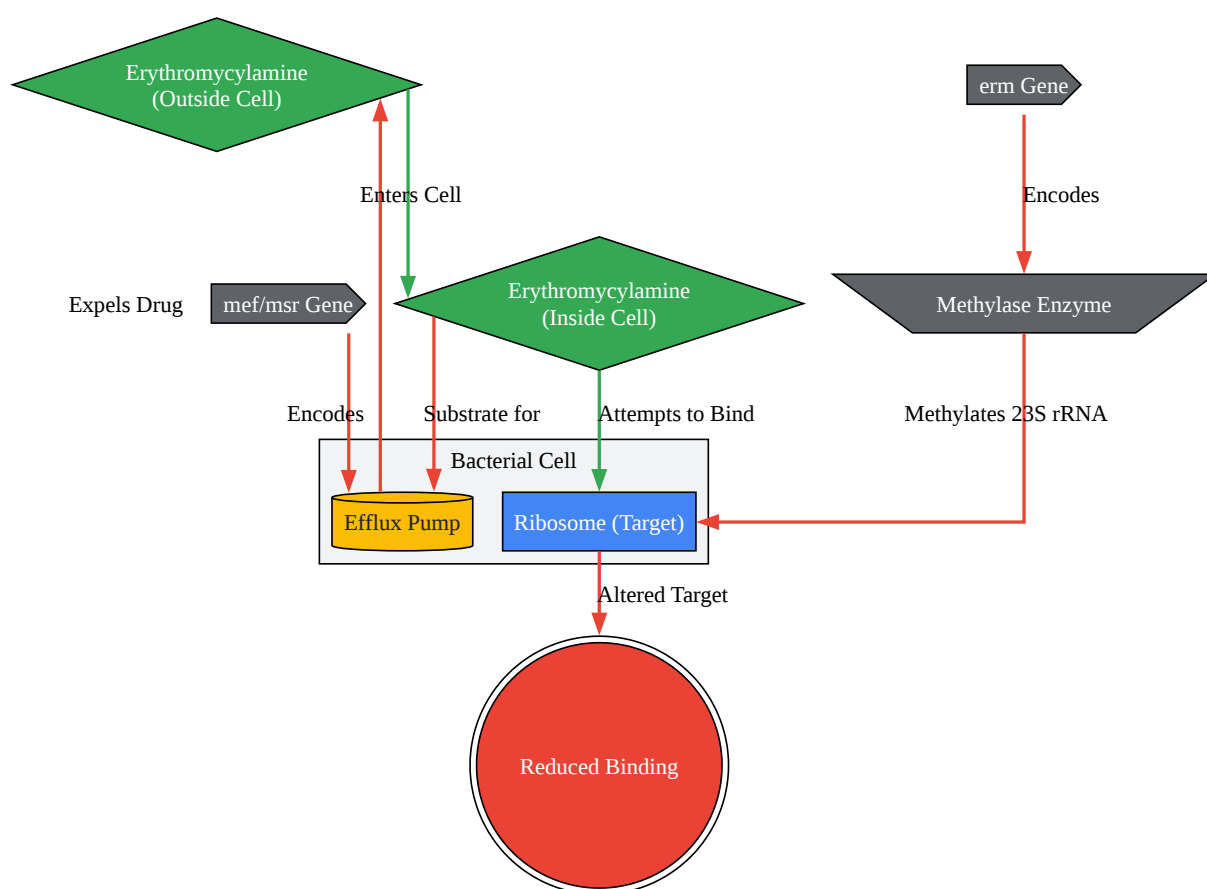 Erythromycylamine
(Outside Cell)
erm Gene
Enters Cell
Encodes
Expels Drug
mef/msr Gene
Erythromycylamine
(Inside Cell)
Methylase Enzyme
Encodes
Substrate for
Attempts to Bind
Methylates 23S rRNA
Bacterial Cell
Efflux Pump
Ribosome (Target)
Altered Target
Reduced Binding